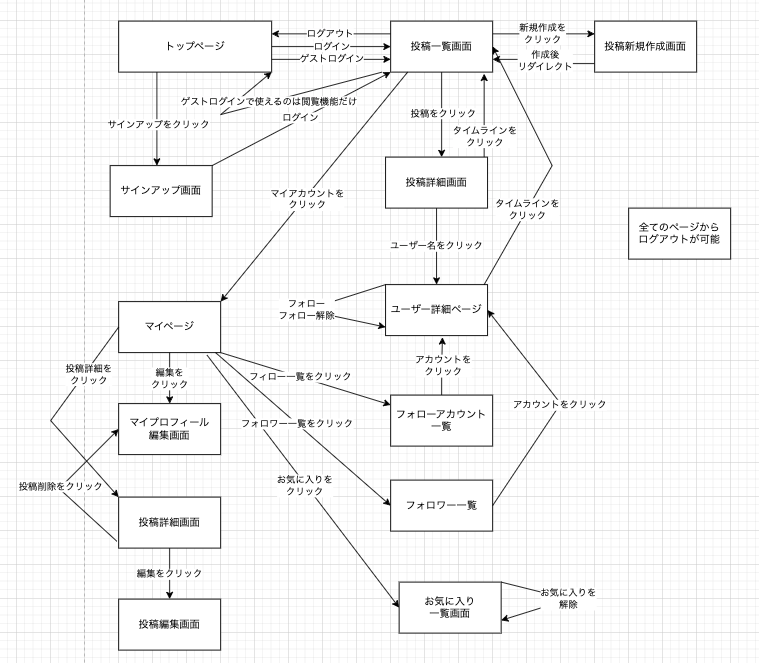 ログアウト
ログイン
ゲストログイン
トップページ
投稿一覧画面
新規作成を
クリック
作成後
リダイレクト
投稿新規作成画面
ゲストログインで使えるのは閲覧機能だけ
ログイン
サインアップをクリック
投稿をクリック
タイムラインを
クリック
サインアップ画面
投稿詳細画面
マイアカウントを
クリック
タイムラインを
クリック
全てのページから
ログアウトが可能
ユーザー名をクリック
フォロー
フォロー解除
ユーザー詳細ページ
マイページ
投稿詳細を
クリック
編集を
クリック
フィロー一覧をクリック
アカウントを
クリック
マイプロフィール
編集画面
フォロワー一覧をクリック
フォローアカウント
一覧
アカウントをクリック
投稿削除をクリック
お気に入りを
クリック
フォロワー一覧
投稿詳細画面
編集をクリック
お気に入り
一覧画面
お気に入りを
解除
投稿編集画面